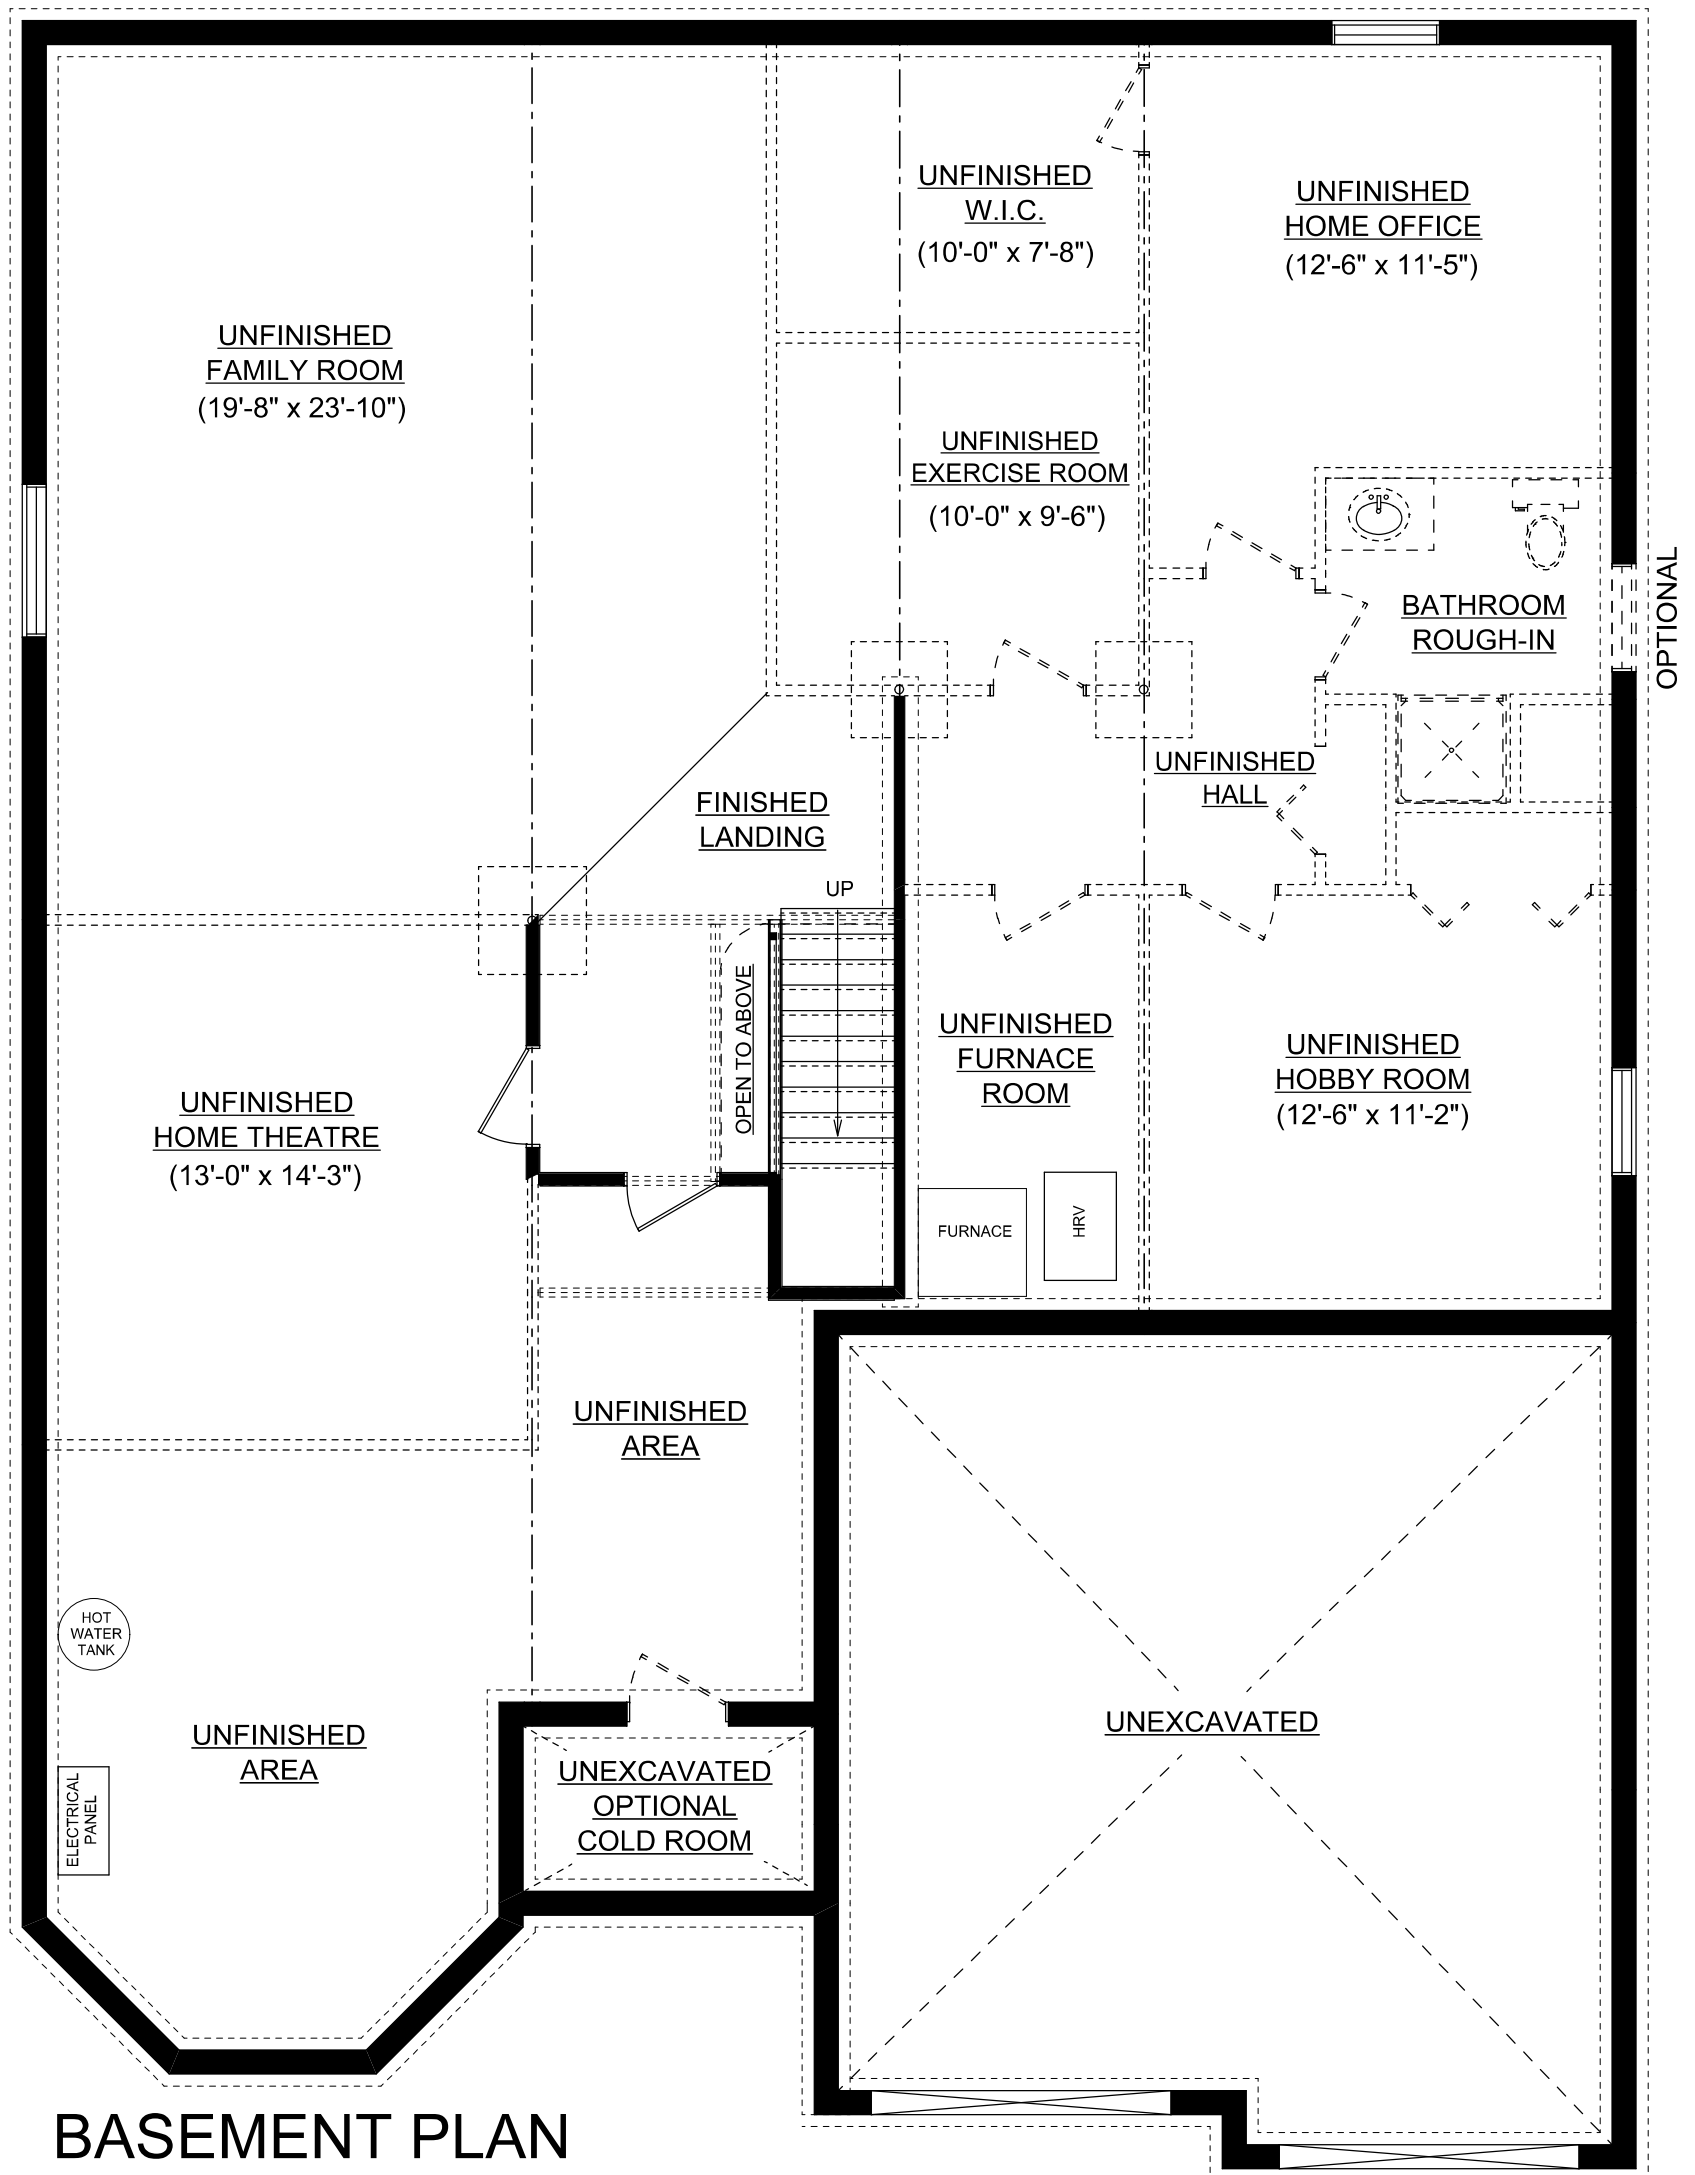 UNFINISHED
W.I.C.
(10'-0" x 7'-8")
UNFINISHED
HOME OFFICE
(12'-6" x 11'-5")
UNFINISHED
FAMILY ROOM
(19'-8" x 23'-10")
UNFINISHED
EXERCISE ROOM
(10'-0" x 9'-6")
BATHROOM
ROUGH-IN
OPTIONAL
UNFINISHED
HALL
FINISHED
LANDING
UP
OPEN TO ABOVE
UNFINISHED
FURNACE
ROOM
UNFINISHED
HOBBY ROOM
(12'-6" x 11'-2")
UNFINISHED
HOME THEATRE
(13'-0" x 14'-3")
FURNACE
HRV
UNFINISHED
AREA
HOT
WATER
TANK
UNFINISHED
AREA
ELECTRICAL
PANEL
UNEXCAVATED
OPTIONAL
COLD ROOM
UNEXCAVATED
BASEMENT PLAN